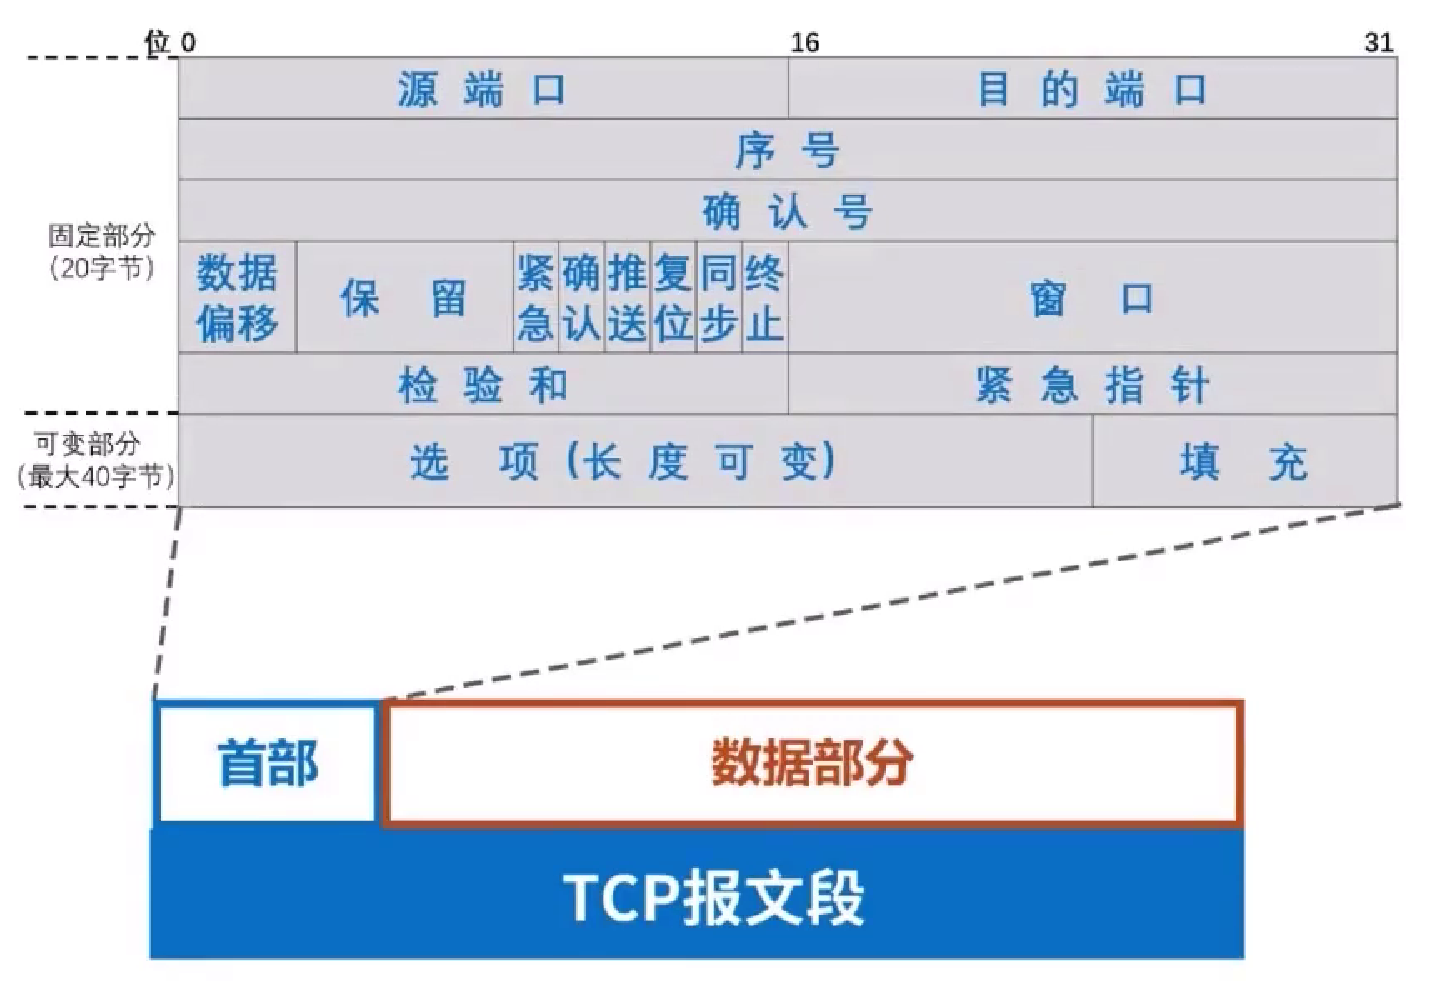 位 0 16 31
源端口 目的端口
序号
确认号
固定部分
（20字节）
数据偏移 保留 紧急 确认 推送 复位 同步 终止 窗口
检验和 紧急指针
可变部分
（最大40字节）
选项（长度可变） 填充
首部 数据部分
TCP报文段